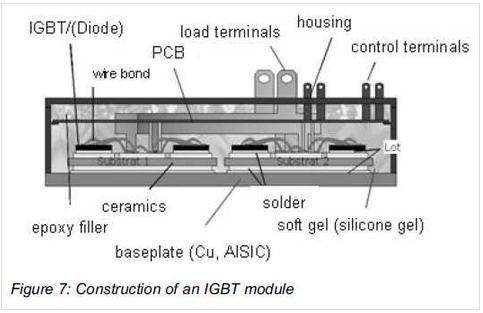 IGBT/(Diode)
load terminals
housing
PCB
control terminals
wire bond
Lot
Substrat 1
Substrat 2
ceramics
solder
epoxy filler
soft gel (silicone gel)
baseplate (Cu, AlSIC)
Figure 7: Construction of an IGBT module